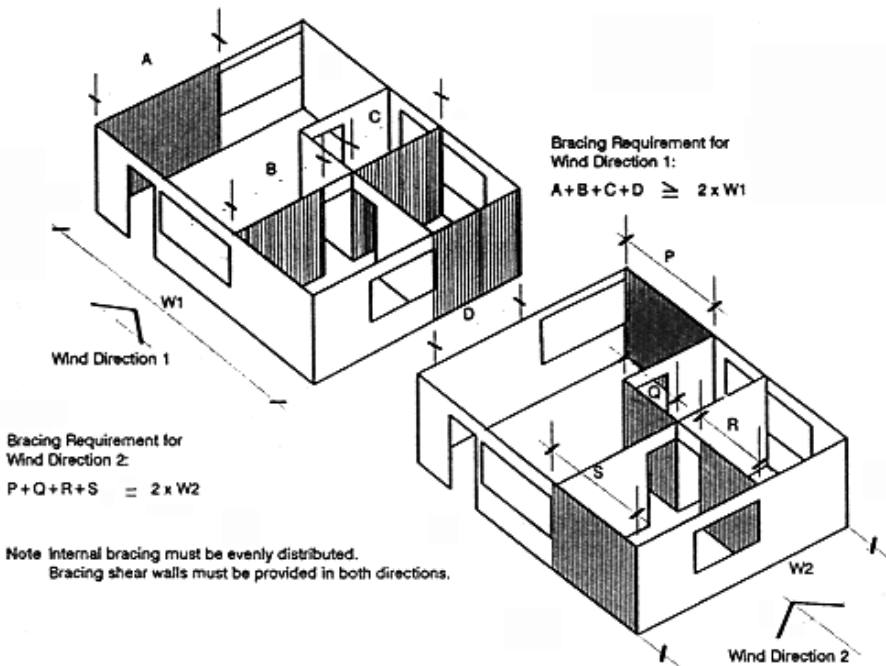 A
C
B
Bracing Requirement for
Wind Direction 1:
A+B+C+D ≧ 2 x W1
P
W1
D
Wind Direction 1
Q
R
Bracing Requirement for
Wind Direction 2:
P+Q+R+S = 2 x W2
S
Note Internal bracing must be evenly distributed.
Bracing shear walls must be provided in both directions.
W2
Wind Direction 2